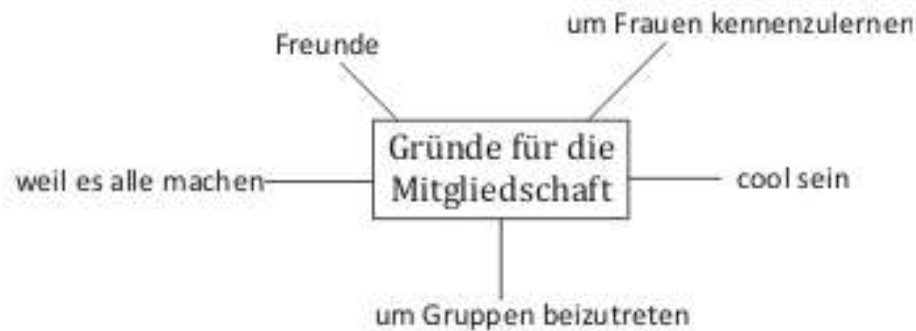 um Frauen kennenzulernen
Freunde
Gründe für die
Mitgliedschaft
weil es alle machen
cool sein
um Gruppen beizutreten